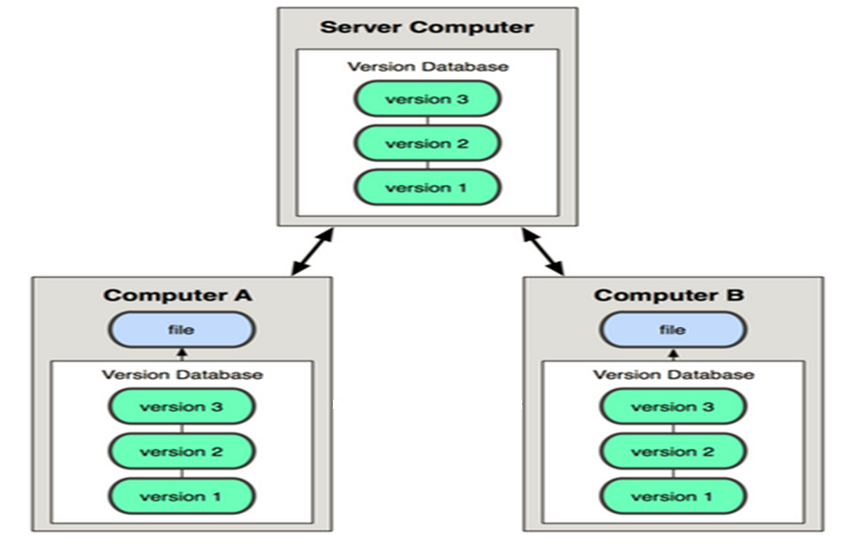 Server Computer
Version Database
version 3
version 2
version 1
Computer A
file
Version Database
version 3
version 2
version 1
Computer B
file
Version Database
version 3
version 2
version 1